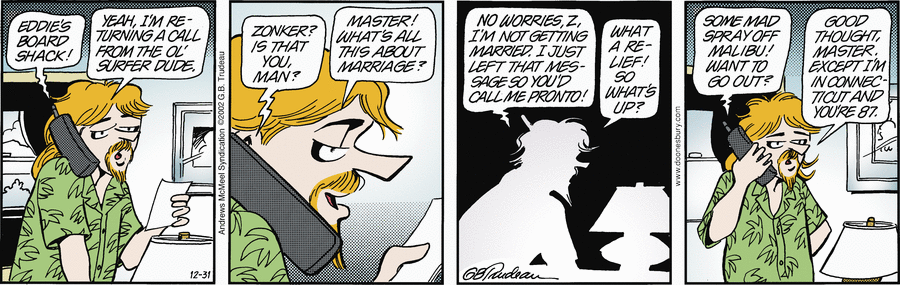 EDDIE'S
BOARD
SHACK!
YEAH, I'M RE-
TURNING A CALL
FROM THE OL'
SURFER DUDE.
12-31
Andrews McMeel Syndication ©2002 G.B. Trudeau
ZONKER?
IS THAT
YOU,
MAN?
MASTER!
WHAT'S ALL
THIS ABOUT
MARRIAGE?
NO WORRIES, Z,
I'M NOT GETTING
MARRIED. I JUST
LEFT THAT MES-
SAGE SO YOU'D
CALL ME PRONTO!
WHAT
A RE-
LIEF!
SO
WHAT'S
UP?
GBTrudeau
www.doonesbury.com
SOME MAD
SPRAY OFF
MALIBU!
WANT TO
GO OUT?
GOOD
THOUGHT,
MASTER,
EXCEPT I'M
IN CONNEC-
TICUT AND
YOU'RE 87.